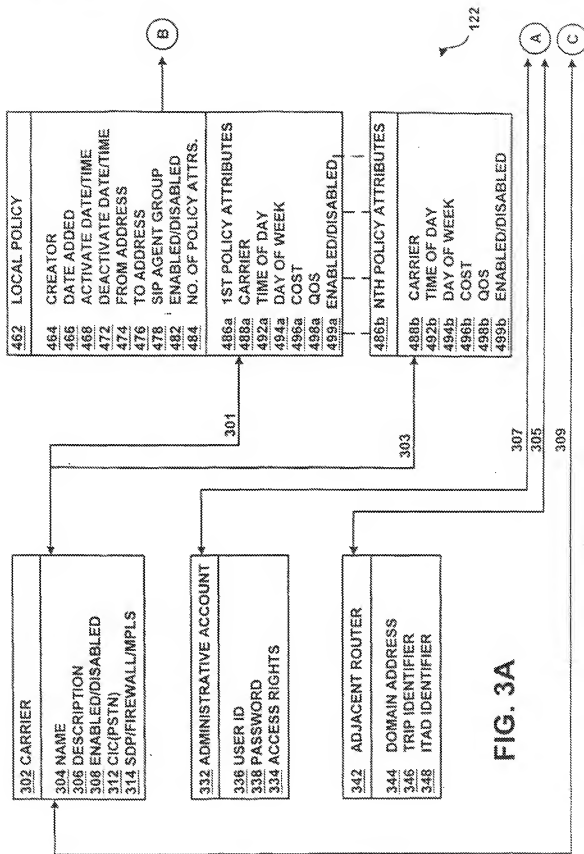 302 CARRIER
304 NAME
306 DESCRIPTION
308 ENABLED/DISABLED
312 CIC(PSTN)
314 SDP/FIREWALL/MPLS
332 ADMINISTRATIVE ACCOUNT
336 USER ID
338 PASSWORD
334 ACCESS RIGHTS
342 ADJACENT ROUTER
344 DOMAIN ADDRESS
346 TRIP IDENTIFIER
348 ITAD IDENTIFIER
FIG. 3A
301
303
462 LOCAL POLICY
464 CREATOR
466 DATE ADDED
468 ACTIVATE DATE/TIME
472 DEACTIVATE DATE/TIME
474 FROM ADDRESS
476 TO ADDRESS
478 SIP AGENT GROUP
482 ENABLED/DISABLED
484 NO. OF POLICY ATTRS.
486a 1ST POLICY ATTRIBUTES
488a CARRIER
492a TIME OF DAY
494a DAY OF WEEK
496a COST
498a QOS
499a ENABLED/DISABLED
486b NTH POLICY ATTRIBUTES
488b CARRIER
492b TIME OF DAY
494b DAY OF WEEK
496b COST
498b QOS
499b ENABLED/DISABLED
307
305
309
B
122
A
C